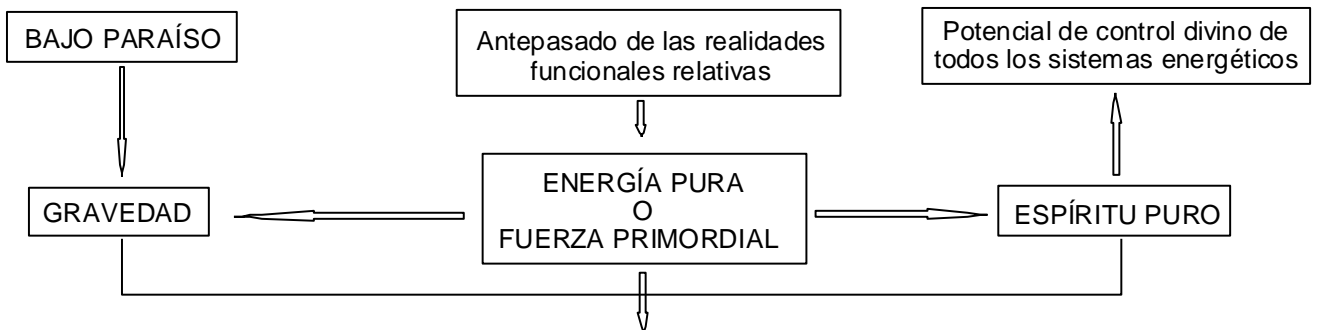 BAJO PARAÍSO
Antepasado de las realidades
funcionales relativas
Potencial de control divino de
todos los sistemas energéticos
GRAVEDAD
ENERGÍA PURA
O
FUERZA PRIMORDIAL
ESPÍRITU PURO